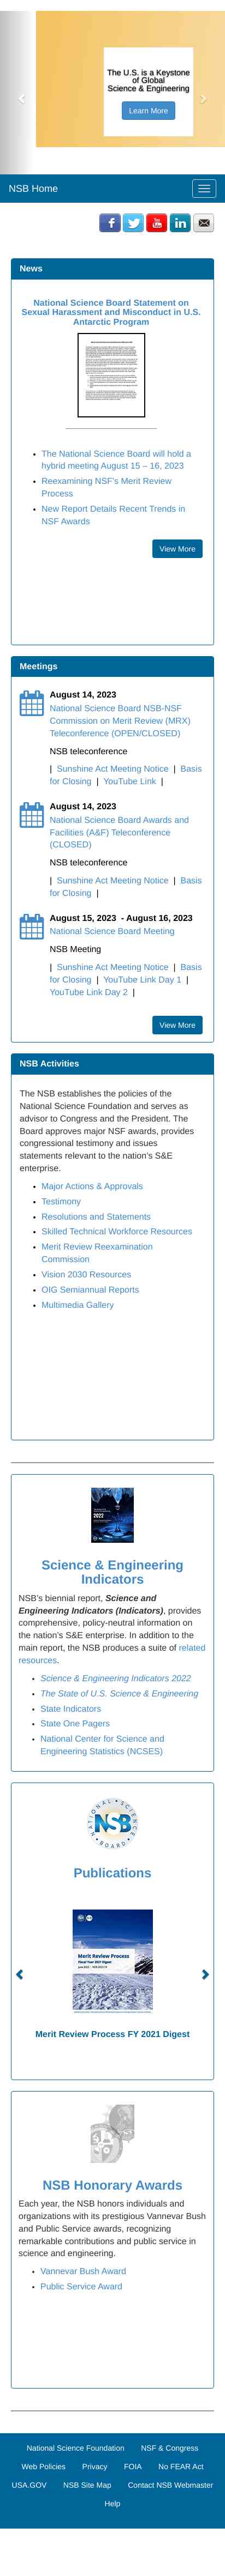 The U.S. is a Keystone
of Global
Science & Engineering
Learn More
NSB Home
News
National Science Board Statement on
Sexual Harassment and Misconduct in U.S.
Antarctic Program
• The National Science Board will hold a
hybrid meeting August 15 – 16, 2023
• Reexamining NSF's Merit Review
Process
• New Report Details Recent Trends in
NSF Awards
View More
Meetings
August 14, 2023
National Science Board NSB-NSF
Commission on Merit Review (MRX)
Teleconference (OPEN/CLOSED)
NSB teleconference
| Sunshine Act Meeting Notice | Basis
for Closing | YouTube Link |
August 14, 2023
National Science Board Awards and
Facilities (A&F) Teleconference
(CLOSED)
NSB teleconference
| Sunshine Act Meeting Notice | Basis
for Closing |
August 15, 2023 - August 16, 2023
National Science Board Meeting
NSB Meeting
| Sunshine Act Meeting Notice | Basis
for Closing | YouTube Link Day 1 |
YouTube Link Day 2 |
View More
NSB Activities
The NSB establishes the policies of the
National Science Foundation and serves as
advisor to Congress and the President. The
Board approves major NSF awards, provides
congressional testimony and issues
statements relevant to the nation's S&E
enterprise.
• Major Actions & Approvals
• Testimony
• Resolutions and Statements
• Skilled Technical Workforce Resources
• Merit Review Reexamination
Commission
• Vision 2030 Resources
• OIG Semiannual Reports
• Multimedia Gallery
2022
Science & Engineering
Indicators
NSB's biennial report, Science and
Engineering Indicators (Indicators), provides
comprehensive, policy-neutral information on
the nation's S&E enterprise. In addition to the
main report, the NSB produces a suite of related
resources.
• Science & Engineering Indicators 2022
• The State of U.S. Science & Engineering
• State Indicators
• State One Pagers
• National Center for Science and
Engineering Statistics (NCSES)
NATIONAL SCIENCE
NSB
BOARD
Publications
Merit Review Process
Fiscal Year 2021 Digest
Merit Review Process FY 2021 Digest
NSB Honorary Awards
Each year, the NSB honors individuals and
organizations with its prestigious Vannevar Bush
and Public Service awards, recognizing
remarkable contributions and public service in
science and engineering.
• Vannevar Bush Award
• Public Service Award
National Science Foundation NSF & Congress
Web Policies Privacy FOIA No FEAR Act
USA.GOV NSB Site Map Contact NSB Webmaster
Help